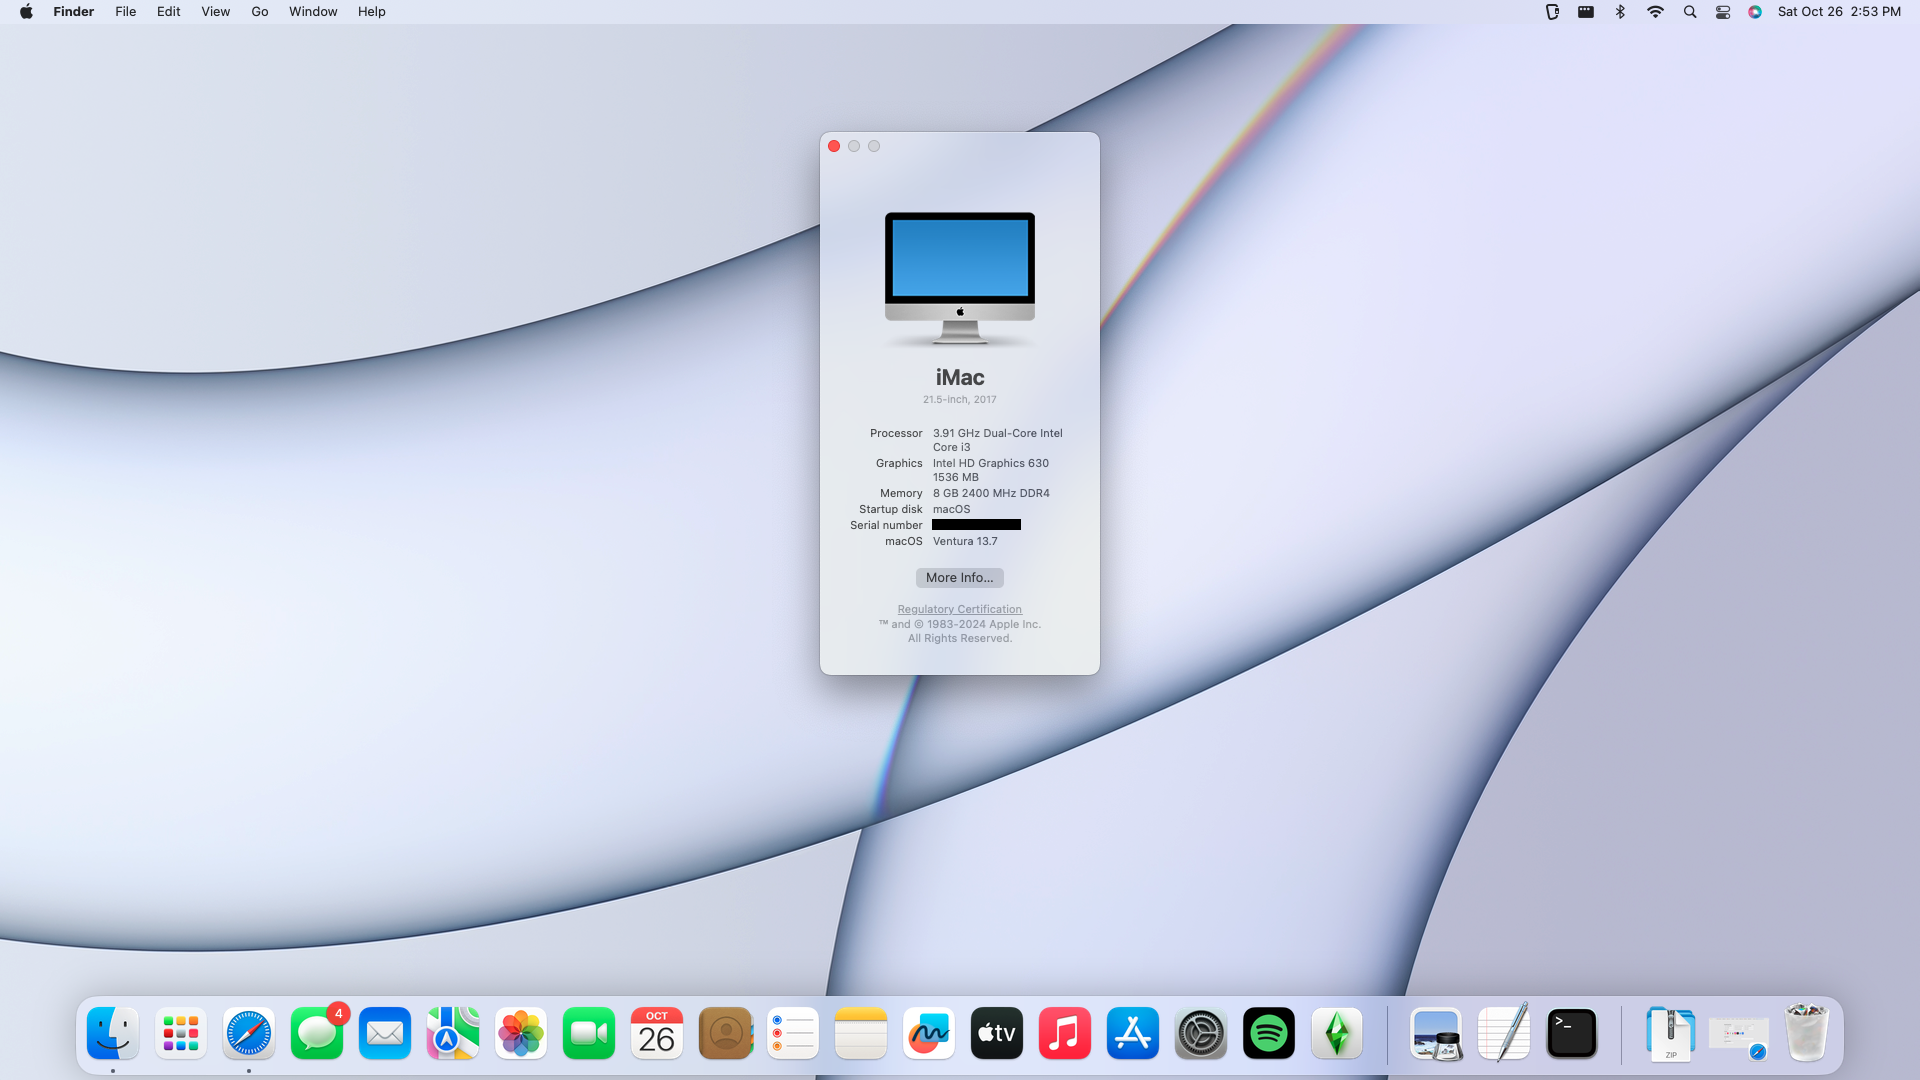 Finder File Edit View Go Window Help
Sat Oct 26 2:53 PM
iMac
21.5-inch, 2017
Processor 3.91 GHz Dual-Core Intel
Core i3
Graphics Intel HD Graphics 630
1536 MB
Memory 8 GB 2400 MHz DDR4
Startup disk macOS
Serial number
macOS Ventura 13.7
More Info...
Regulatory Certification
™ and © 1983-2024 Apple Inc.
All Rights Reserved.
4
OCT
26
tv
>_
ZIP